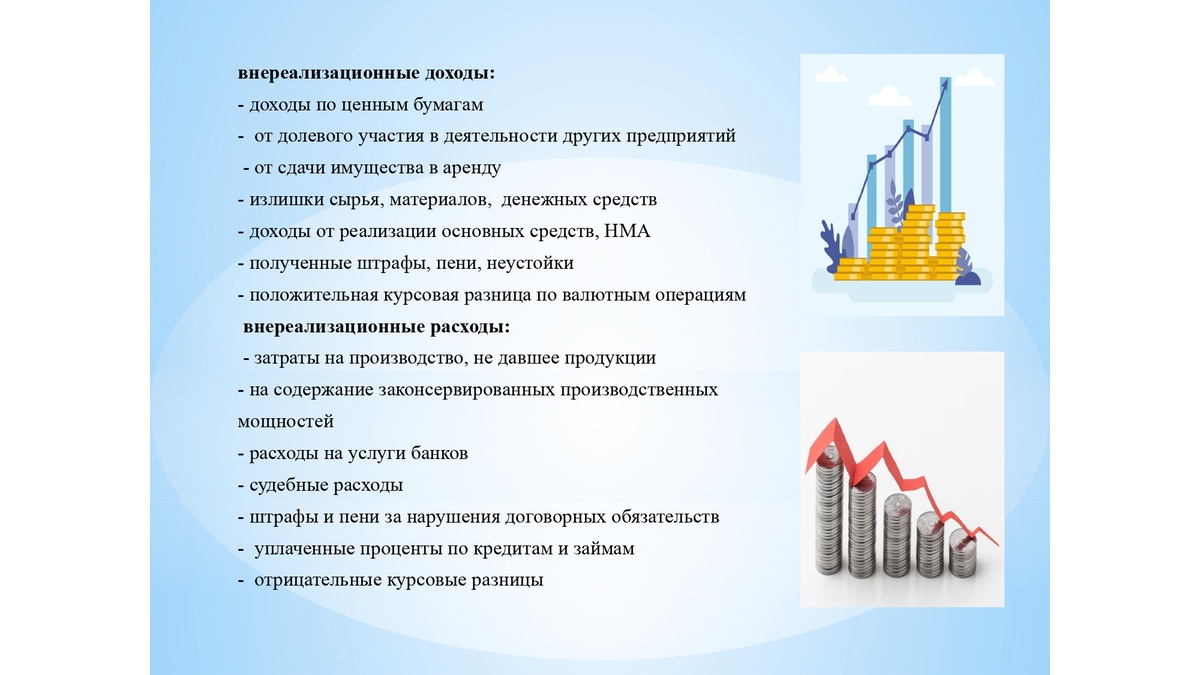 внереализационные доходы:
- доходы по ценным бумагам
-  от долевого участия в деятельности других предприятий
- от сдачи имущества в аренду
- излишки сырья, материалов,  денежных средств
- доходы от реализации основных средств, НМА
- полученные штрафы, пени, неустойки
- положительная курсовая разница по валютным операциям
внереализационные расходы:
- затраты на производство, не давшее продукции
- на содержание законсервированных производственных
мощностей
- расходы на услуги банков
- судебные расходы
- штрафы и пени за нарушения договорных обязательств
-  уплаченные проценты по кредитам и займам
-  отрицательные курсовые разницы